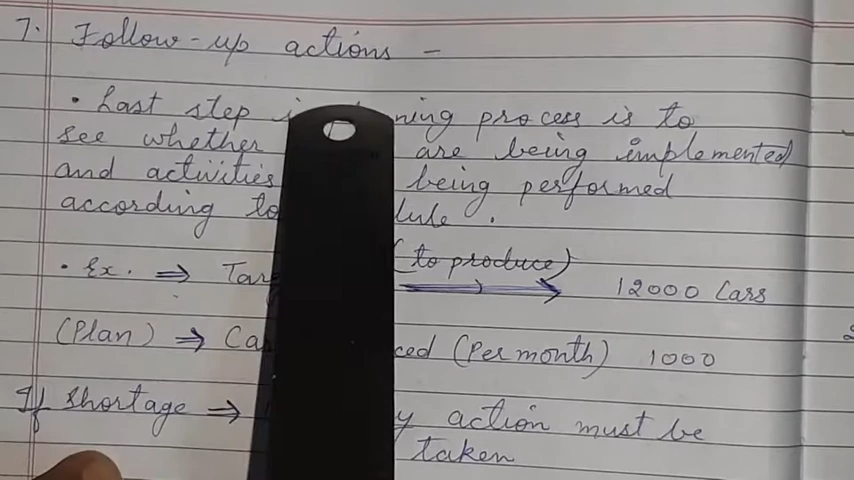 7. Follow-up actions -
• Last step ning process is to
see whether are being implemented
and activities being performed
according to lule.
• Ex. ⇒ Tar (to produce) 12000 Cars
(Plan) ⇒ Ca ced (Per month) 1000
If shortage ⇒ y action must be
taken